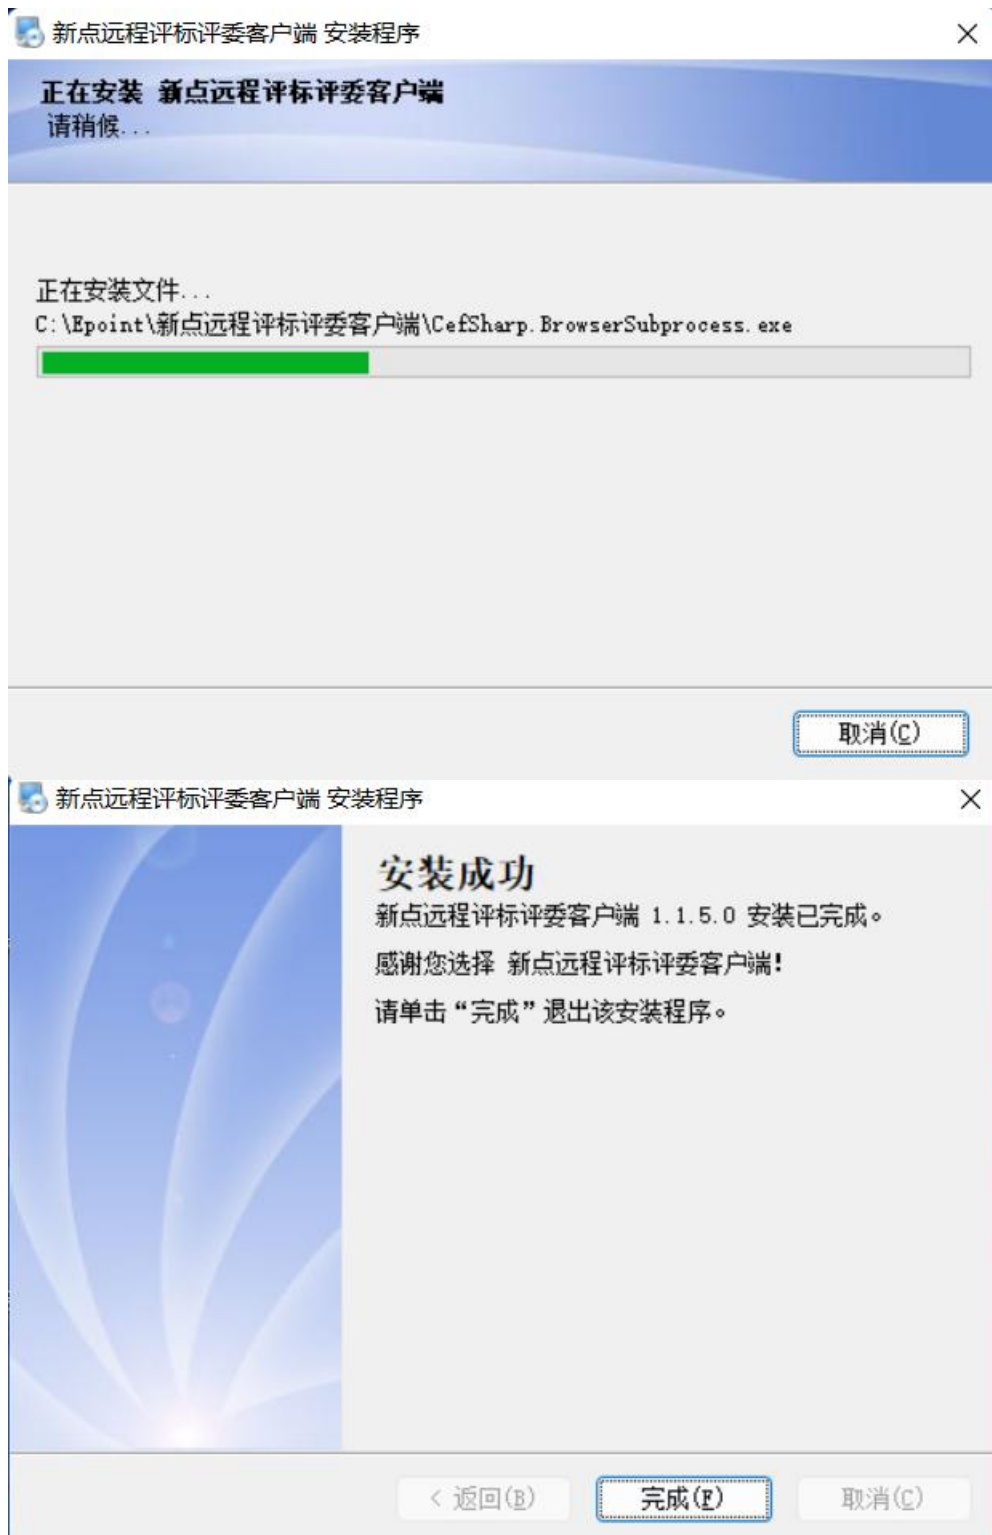 新点远程评标评委客户端 安装程序
正在安装 新点远程评标评委客户端
请稍候...
正在安装文件...
C:\Epoint\新点远程评标评委客户端\CefSharp.BrowserSubprocess.exe
取消(C)
新点远程评标评委客户端 安装程序
安装成功
新点远程评标评委客户端 1.1.5.0 安装已完成。
感谢您选择 新点远程评标评委客户端!
请单击“完成”退出该安装程序。
< 返回(B)
完成(F)
取消(C)